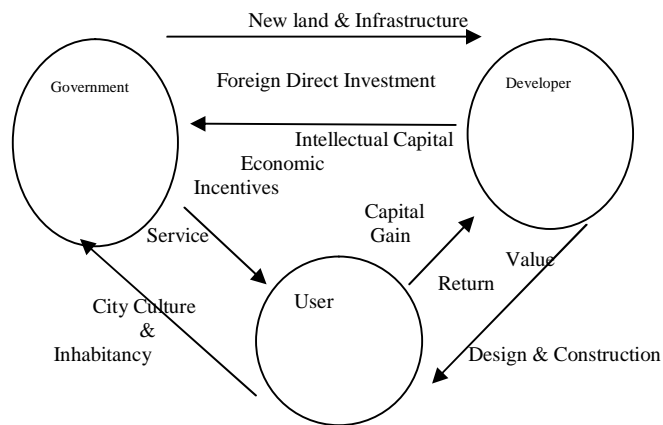 New land & Infrastructure
Government
Foreign Direct Investment
Developer
Intellectual Capital
Economic
Incentives
Capital
Gain
Service
Value
User
Return
City Culture
&
Inhabitancy
Design & Construction